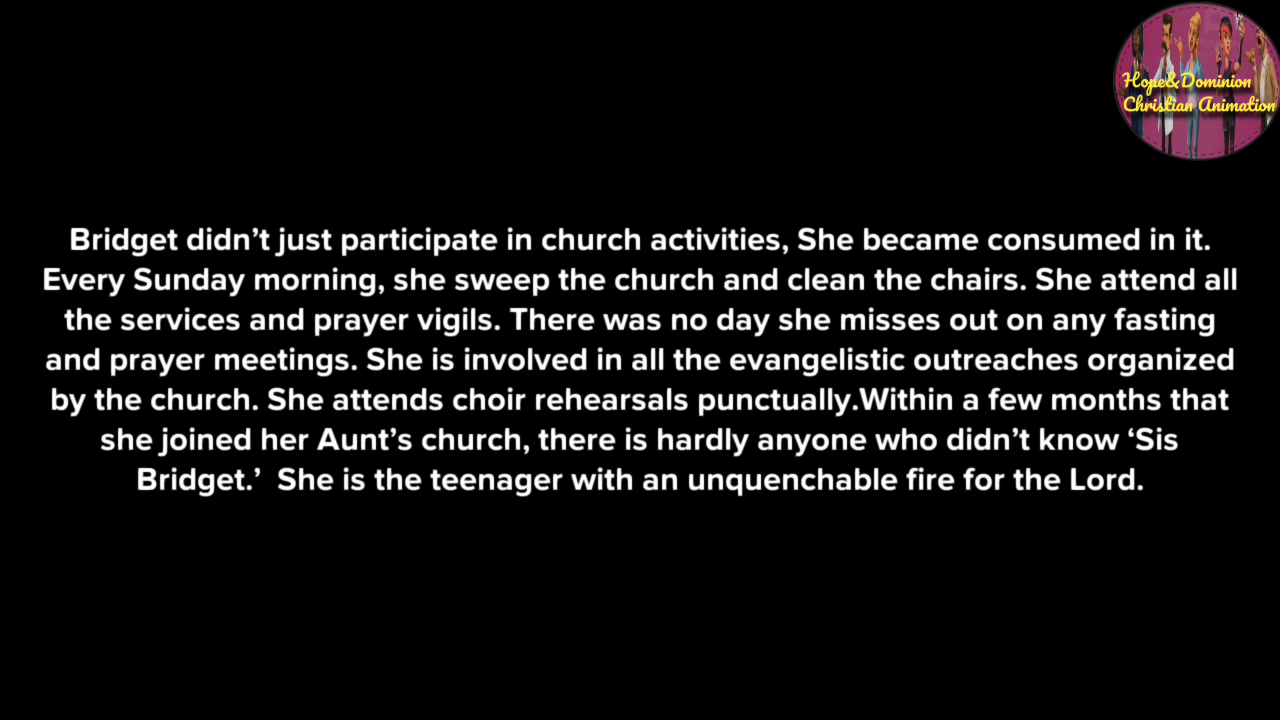 Hope&Dominion
Christian Animation
Bridget didn’t just participate in church activities, She became consumed in it.
Every Sunday morning, she sweep the church and clean the chairs. She attend all
the services and prayer vigils. There was no day she misses out on any fasting
and prayer meetings. She is involved in all the evangelistic outreaches organized
by the church. She attends choir rehearsals punctually.Within a few months that
she joined her Aunt’s church, there is hardly anyone who didn’t know ‘Sis
Bridget.’  She is the teenager with an unquenchable fire for the Lord.